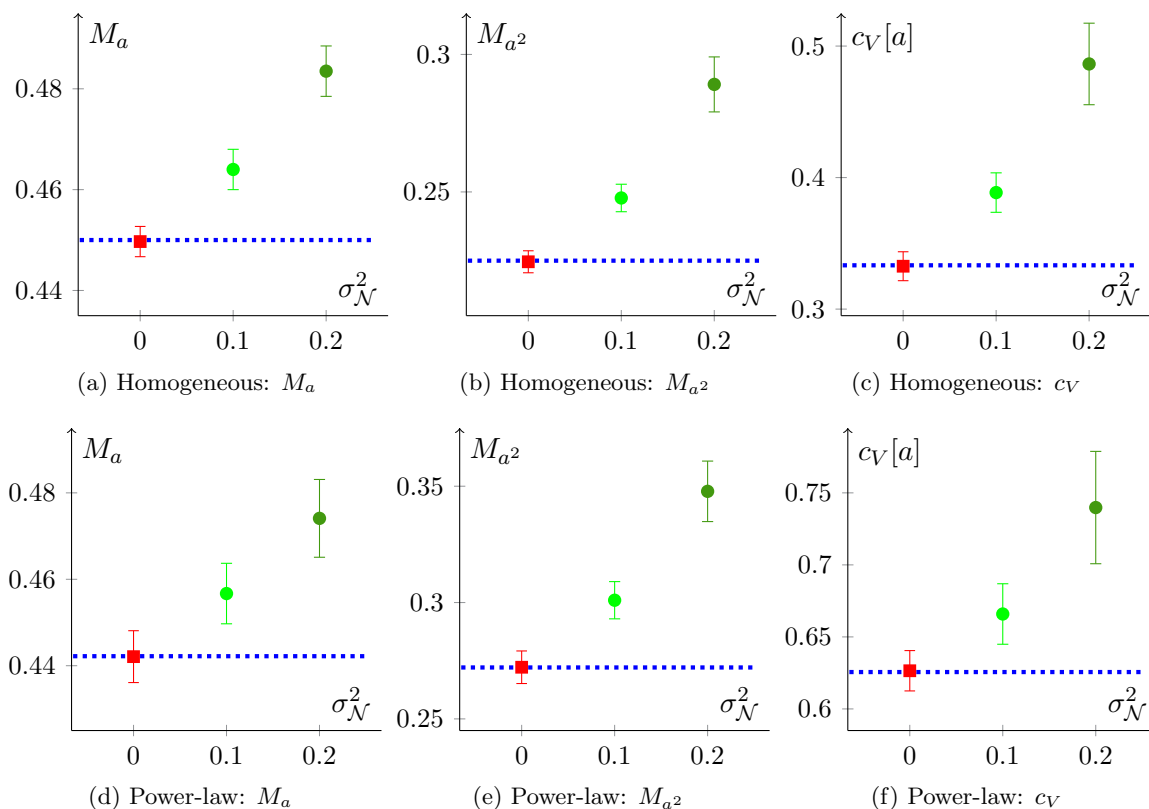 M_a
0.48
0.46
0.44
σ²_𝒩
0 0.1 0.2
(a) Homogeneous: M_a
M_{a²}
0.3
0.25
0 0.1 0.2
(b) Homogeneous: M_{a²}
c_V[a]
0.5
0.4
0.3
σ²_𝒩
0 0.1 0.2
(c) Homogeneous: c_V
M_a
0.48
0.46
0.44
σ²_𝒩
0 0.1 0.2
(d) Power-law: M_a
M_{a²}
0.35
0.3
0.25
0 0.1 0.2
(e) Power-law: M_{a²}
c_V[a]
0.75
0.7
0.65
0.6
σ²_𝒩
0 0.1 0.2
(f) Power-law: c_V